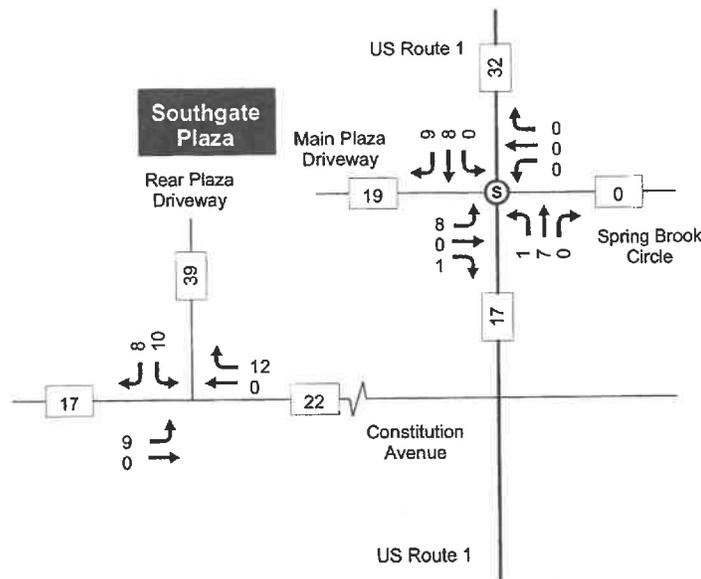 US Route 1
32
Southgate
Plaza
Main Plaza
Driveway
9 8 0
0
0
0
Rear Plaza
Driveway
19
S
0
8
0
1
1 7 0
Spring Brook
Circle
39
17
8 10
12
0
17
22
9
0
Constitution
Avenue
US Route 1